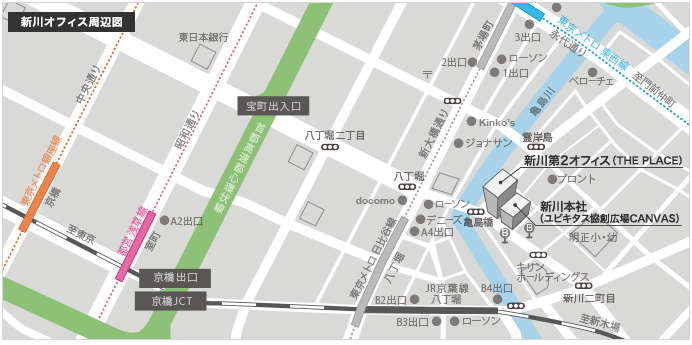 新川オフィス周辺図
東日本銀行
中央通り
昭和通り
宝町出入口
首都高速都心環状線
東京メトロ銀座線
京橋
都営浅草線
宝町
A2出口
至東京
京橋出口
京橋JCT
茅場町
3出口
2出口
ローソン
1出口
〒
東京メトロ 東西線
永代通り
至門前仲町
ベローチェ
亀島川
Kinko's
ジョナサン
霊岸島
新大橋通り
八丁堀二丁目
八丁堀
docomo
ローソン
デニーズ
A4出口
亀島橋
新川第2オフィス(THE PLACE)
プロント
新川本社
(ユビキタス協創広場CANVAS)
B
B
明正小・幼
キリン
ホールディングス
新川二丁目
東京メトロ 日比谷線
八丁堀
JR京葉線
八丁堀
B2出口
B4出口
B3出口
ローソン
至新木場